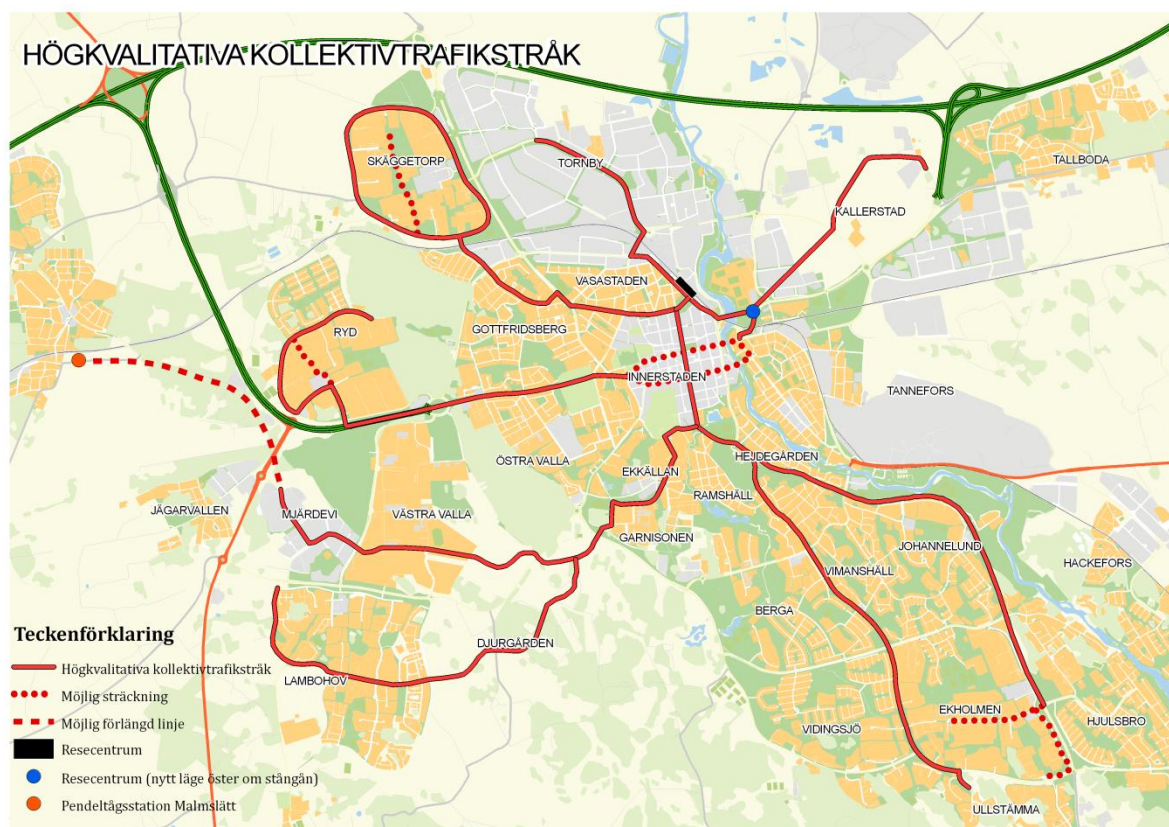 HÖGKVALITATIVA KOLLEKTIVTRAFIKSTRÅK
SKÄGGETORP
TORNBY
TALLBODA
KALLERSTAD
VASASTADEN
RYD
GOTTFRIDSBERG
INNERSTADEN
TANNEFORS
ÖSTRA VALLA
EKKÄLLAN
HEJDEGÅRDEN
RAMSHÄLL
JÄGARVALLEN
MJÄRDEVI
VÄSTRA VALLA
GARNISONEN
JOHANNELUND
HACKEFORS
VIMANSHÄLL
BERGA
DJURGÅRDEN
LAMBOHOV
EKHOLMEN
HJULSBRO
VIDINGSJÖ
ULLSTÄMMA
Teckenförklaring
Högkvalitativa kollektivtrafikstråk
Möjlig sträckning
Möjlig förlängd linje
Resecentrum
Resecentrum (nytt läge öster om stångån)
Pendeltågsstation Malmslätt